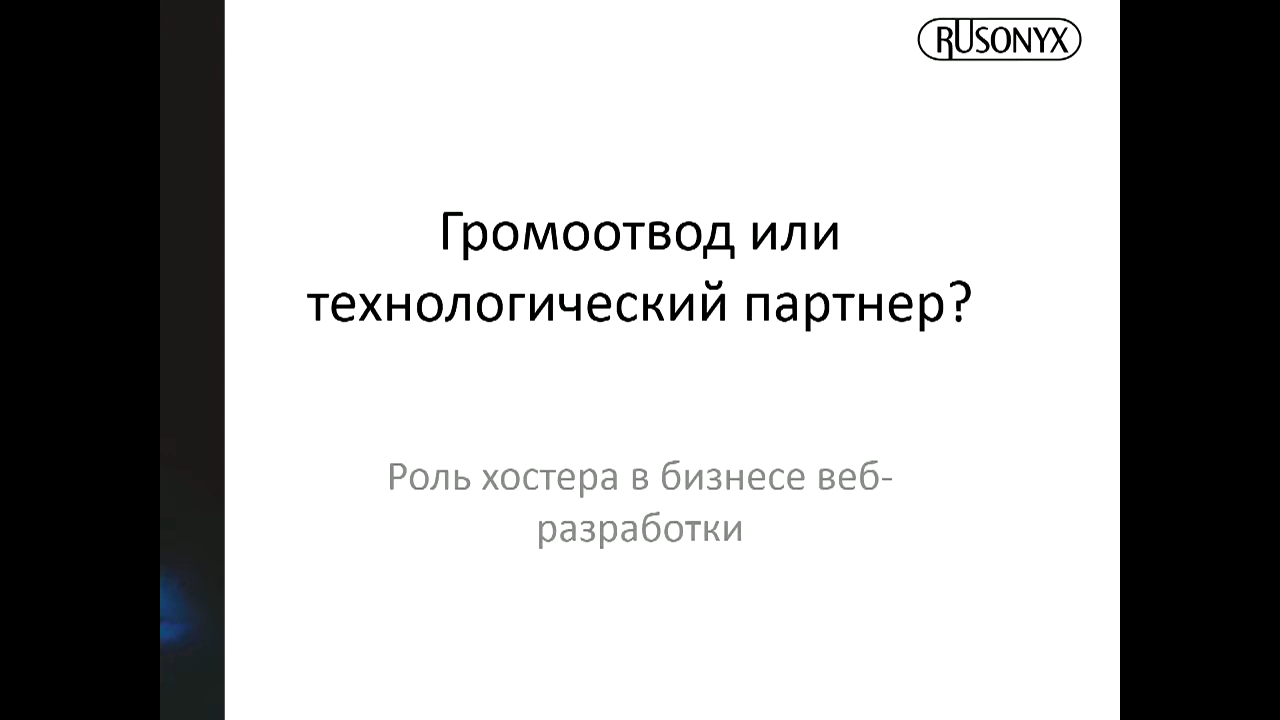 RUSONYX
Громоотвод или
технологический партнер?
Роль хостера в бизнесе веб-
разработки